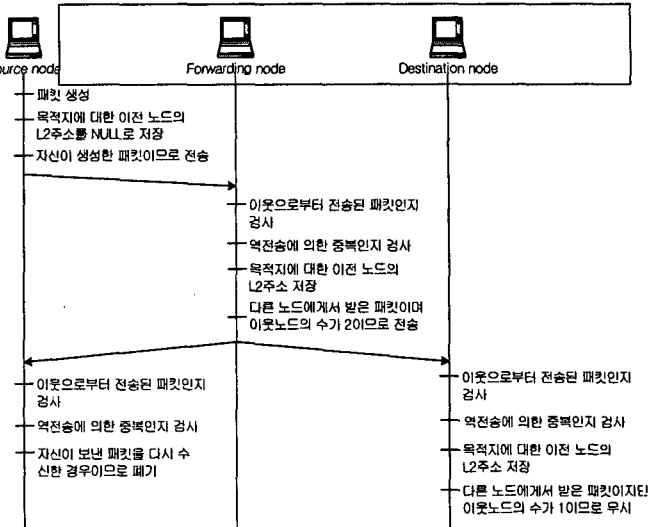 ource node
Forwarding node
Destination node
패킷 생성
목적지에 대한 이전 노드의
L2주소를 NULL로 저장
자신이 생성한 패킷이므로 전송
이웃으로부터 전송된 패킷인지
검사
역전송에 의한 중복인지 검사
목적지에 대한 이전 노드의
L2주소 저장
다른 노드에게서 받은 패킷이며
이웃노드의 수가 2이므로 전송
이웃으로부터 전송된 패킷인지
검사
역전송에 의한 중복인지 검사
자신이 보낸 패킷을 다시 수
신한 경우이므로 폐기
이웃으로부터 전송된 패킷인지
검사
역전송에 의한 중복인지 검사
목적지에 대한 이전 노드의
L2주소 저장
다른 노드에게서 받은 패킷이지만
이웃노드의 수가 1이므로 무시